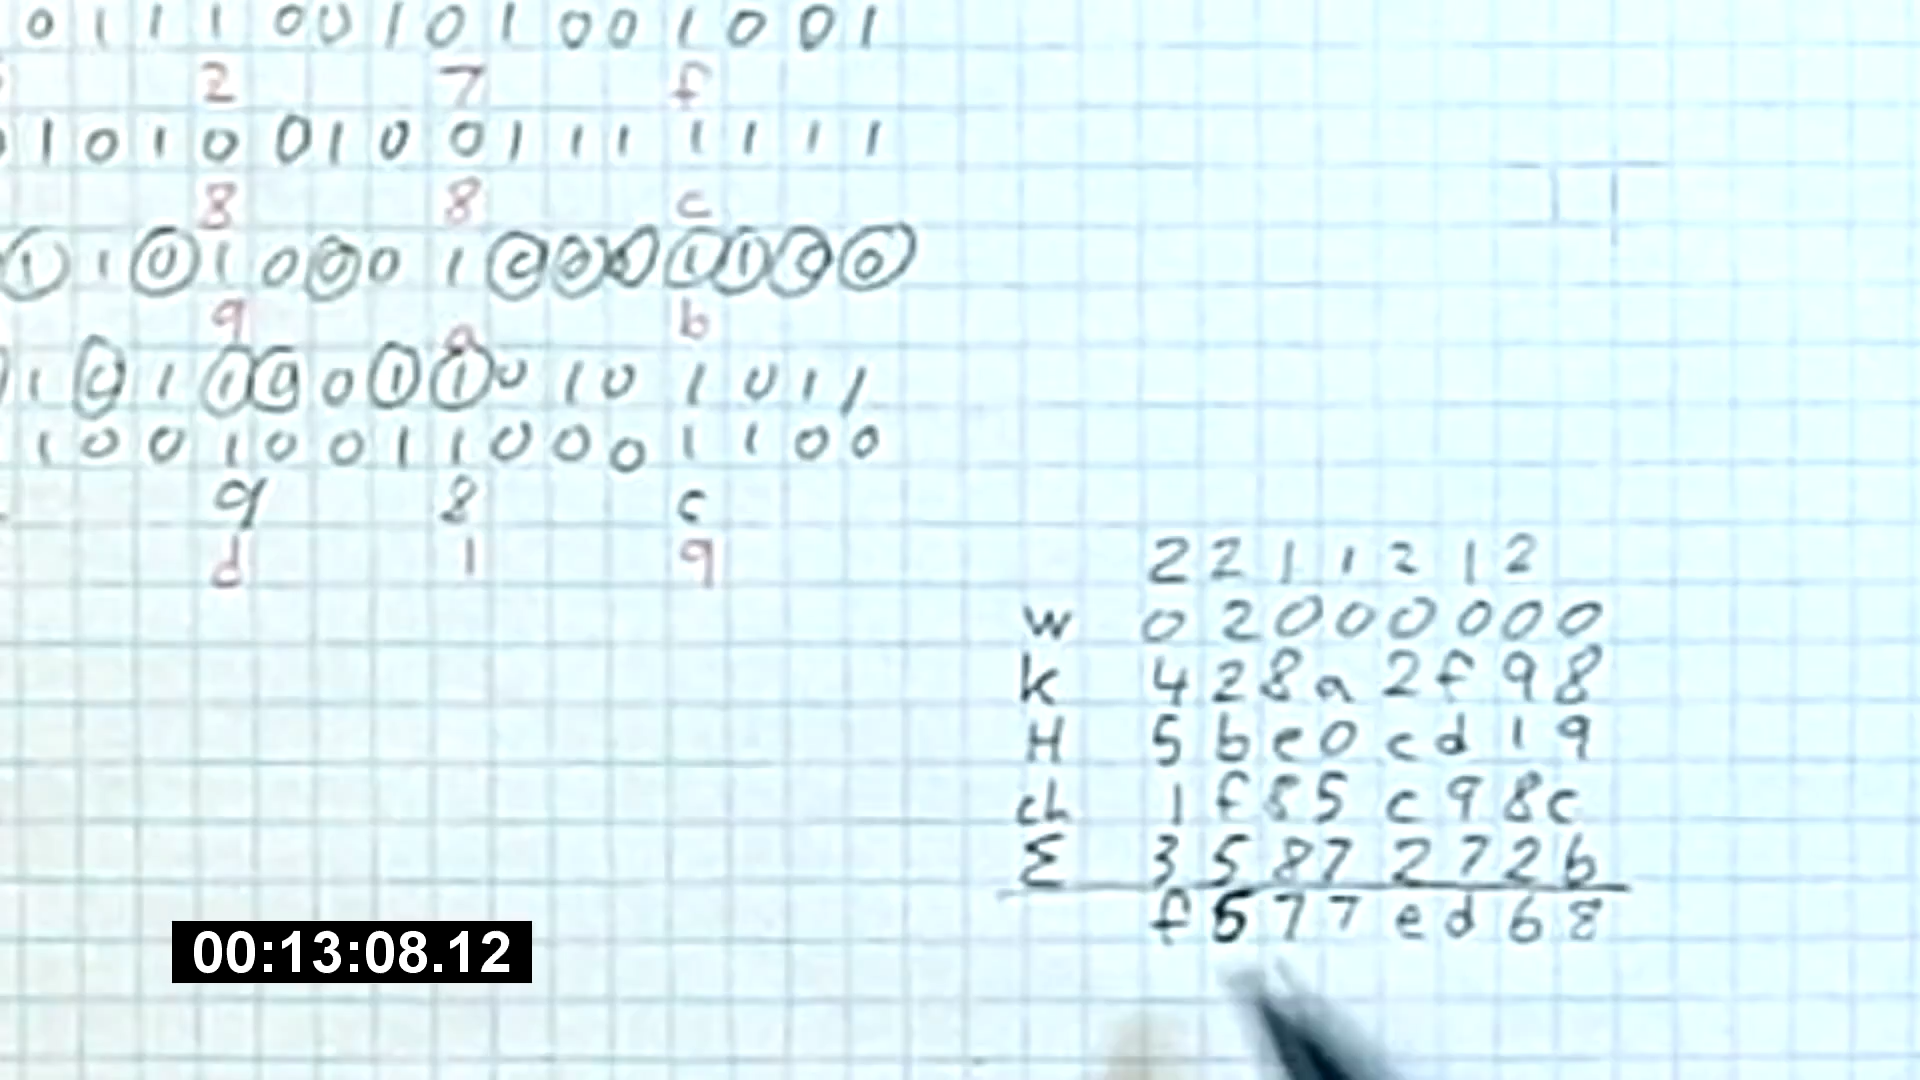 0 1 1 1 0 0 1 0 1 0 0 1 0 0 1
2 7 f
1 0 1 0 0 1 0 0 1 1 1 1 1 1 1
8 8 c
1 1 0 1 0 0 0 1 0 0 0 1 1 0 0
9 a b
1 0 1 1 0 0 1 1 0 1 0 1 0 1 1
1 0 0 1 0 0 1 1 0 0 0 1 1 0 0
9 8 c
d 1 9
2 2 1 1 2 1 2
w 0 2 0 0 0 0 0 0
k 4 2 8 a 2 f 9 8
H 5 b e 0 c d 1 9
ch 1 f 8 5 c 9 8 c
Σ 3 5 8 7 2 7 2 b
f 5 7 7 e d 6 8
00:13:08.12